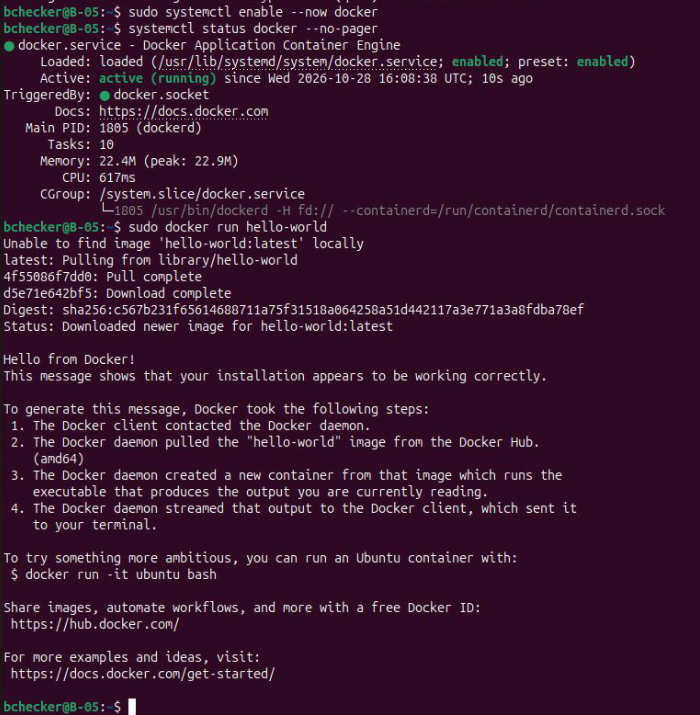 bchecker@B-05:~$ sudo systemctl enable --now docker
bchecker@B-05:~$ systemctl status docker --no-pager
● docker.service - Docker Application Container Engine
     Loaded: loaded (/usr/lib/systemd/system/docker.service; enabled; preset: enabled)
     Active: active (running) since Wed 2026-10-28 16:08:38 UTC; 10s ago
TriggeredBy: ● docker.socket
       Docs: https://docs.docker.com
   Main PID: 1805 (dockerd)
      Tasks: 10
     Memory: 22.4M (peak: 22.9M)
        CPU: 617ms
     CGroup: /system.slice/docker.service
             └─1805 /usr/bin/dockerd -H fd:// --containerd=/run/containerd/containerd.sock
bchecker@B-05:~$ sudo docker run hello-world
Unable to find image 'hello-world:latest' locally
latest: Pulling from library/hello-world
4f55086f7dd0: Pull complete
d5e71e642bf5: Download complete
Digest: sha256:c567b231f65614688711a75f31518a064258a51d442117a3e771a3a8fdba78ef
Status: Downloaded newer image for hello-world:latest

Hello from Docker!
This message shows that your installation appears to be working correctly.

To generate this message, Docker took the following steps:
 1. The Docker client contacted the Docker daemon.
 2. The Docker daemon pulled the "hello-world" image from the Docker Hub.
    (amd64)
 3. The Docker daemon created a new container from that image which runs the
    executable that produces the output you are currently reading.
 4. The Docker daemon streamed that output to the Docker client, which sent it
    to your terminal.

To try something more ambitious, you can run an Ubuntu container with:
 $ docker run -it ubuntu bash

Share images, automate workflows, and more with a free Docker ID:
 https://hub.docker.com/

For more examples and ideas, visit:
 https://docs.docker.com/get-started/

bchecker@B-05:~$